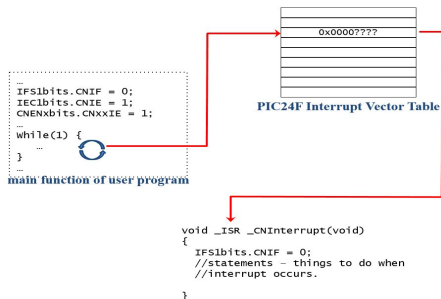 0x0000????
PIC24F Interrupt Vector Table
…
IFS1bits.CNIF = 0;
IEC1bits.CNIE = 1;
CNENxbits.CNxxIE = 1;
…
While(1) {
…
}
…
main function of user program
void _ISR _CNInterrupt(void)
{
IFS1bits.CNIF = 0;
//statements – things to do when
//interrupt occurs.
}